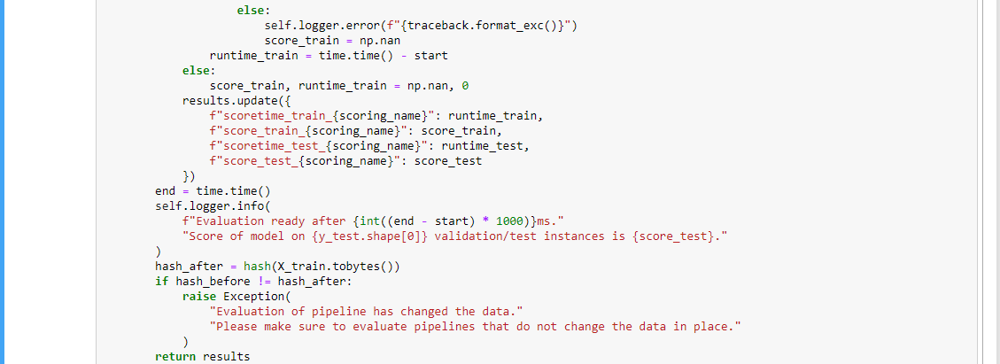 else:
self.logger.error(f"{traceback.format_exc()}")
score_train = np.nan
runtime_train = time.time() - start
else:
score_train, runtime_train = np.nan, 0
results.update({
f"scoretime_train_{scoring_name}": runtime_train,
f"score_train_{scoring_name}": score_train,
f"scoretime_test_{scoring_name}": runtime_test,
f"score_test_{scoring_name}": score_test
})
end = time.time()
self.logger.info(
f"Evaluation ready after {int((end - start) * 1000)}ms."
"Score of model on {y_test.shape[0]} validation/test instances is {score_test}."
)
hash_after = hash(X_train.tobytes())
if hash_before != hash_after:
raise Exception(
"Evaluation of pipeline has changed the data."
"Please make sure to evaluate pipelines that do not change the data in place."
)
return results